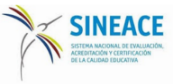 SINEACE
SISTEMA NACIONAL DE EVALUACIÓN,
ACREDITACIÓN Y CERTIFICACIÓN
DE LA CALIDAD EDUCATIVA